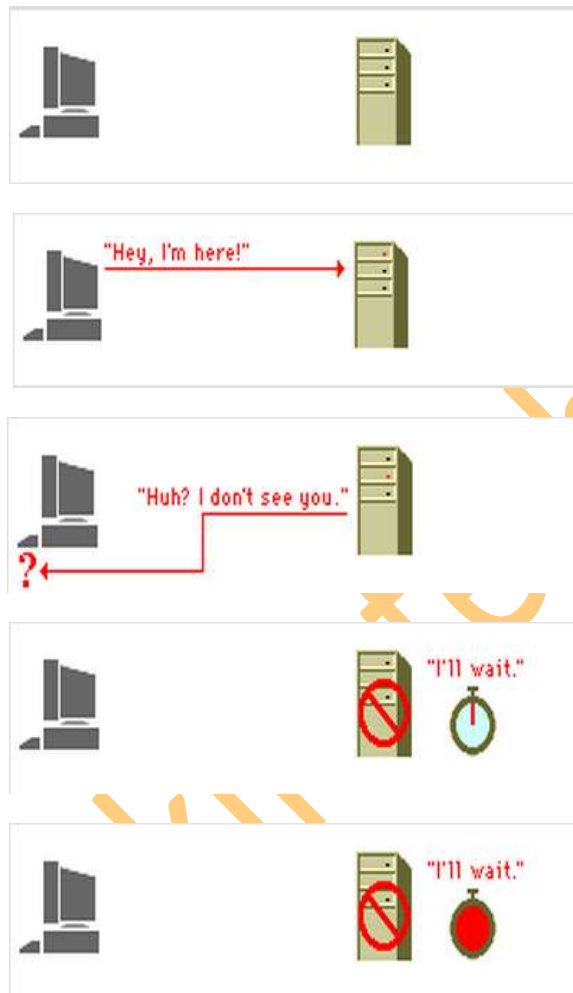 "Hey, I'm here!"
"Huh? I don't see you."
?
"I'll wait."
"I'll wait."